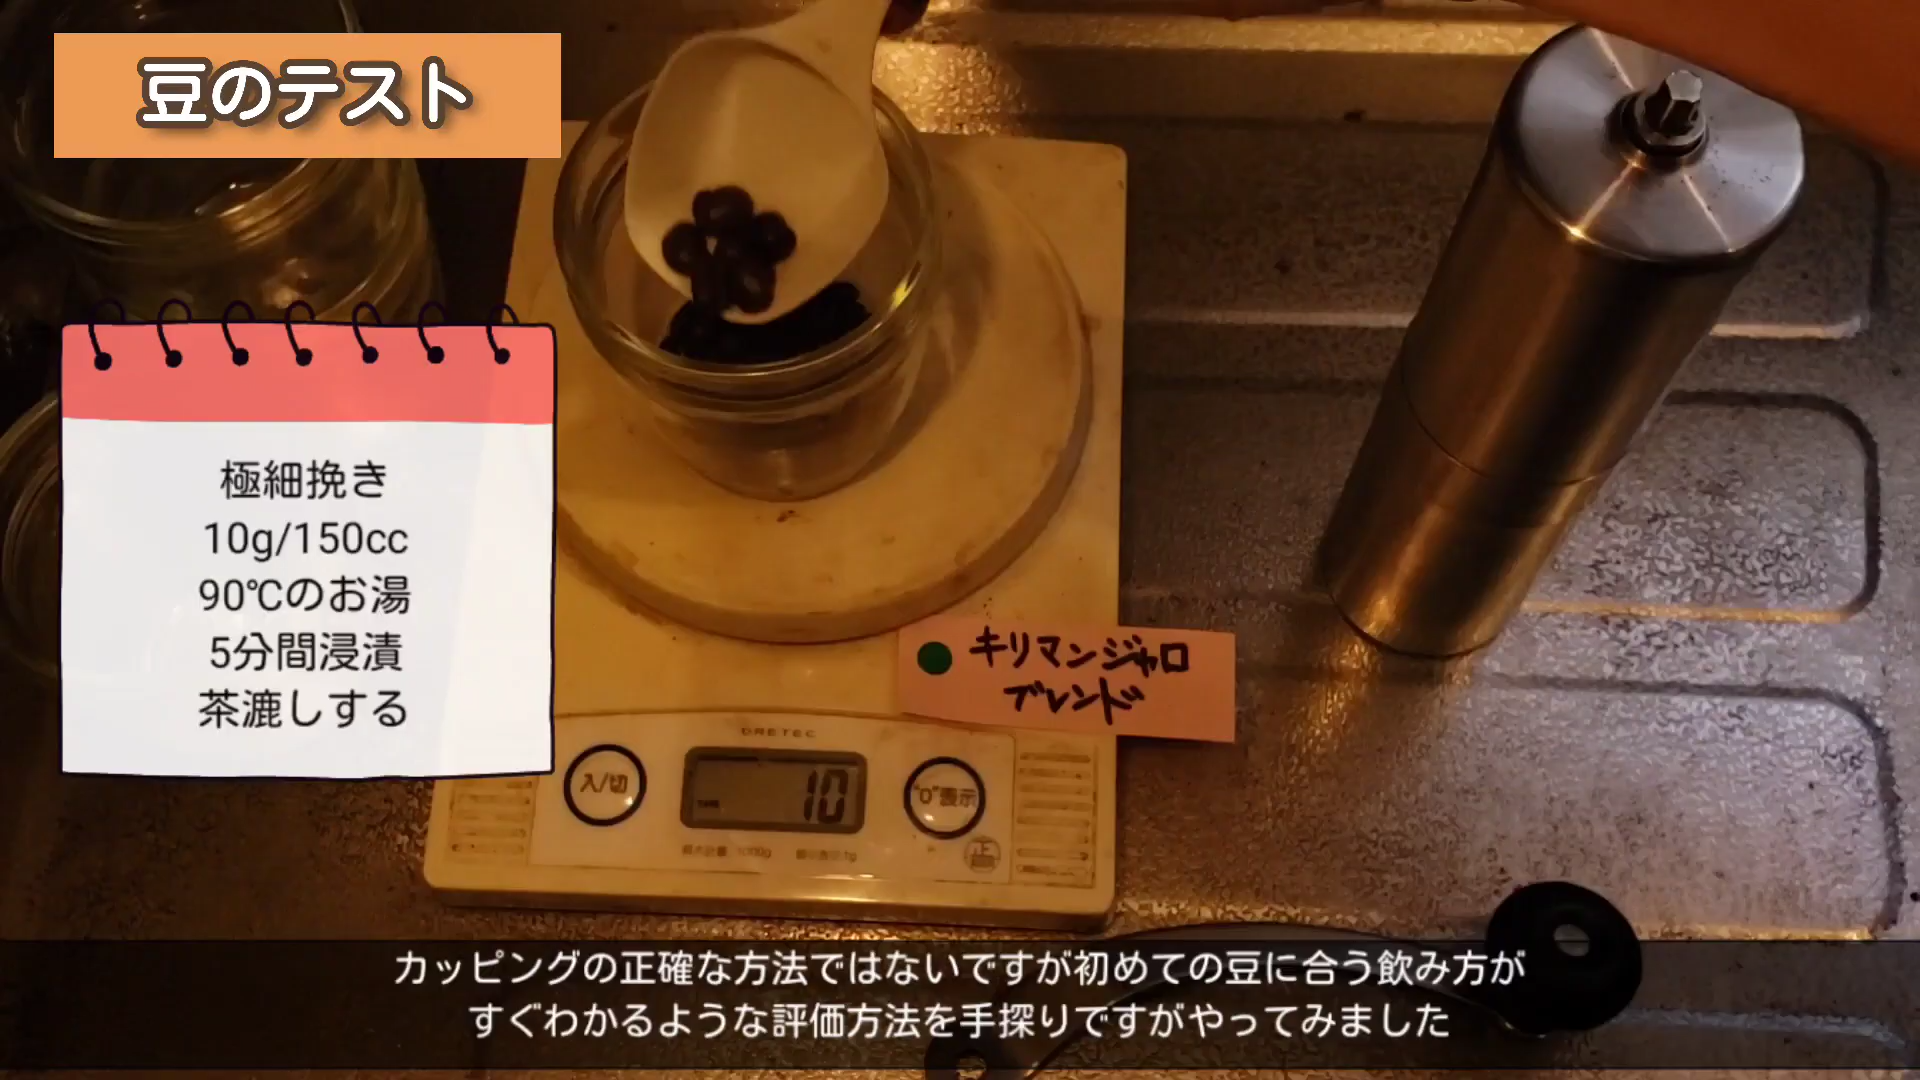 豆のテスト
極細挽き
10g/150cc
90℃のお湯
5分間浸漬
茶漉しする
キリマンジャロ
ブレンド
DRETEC
入/切
10
"0"表示
正
カッピングの正確な方法ではないですが初めての豆に合う飲み方が
すぐわかるような評価方法を手探りですがやってみました